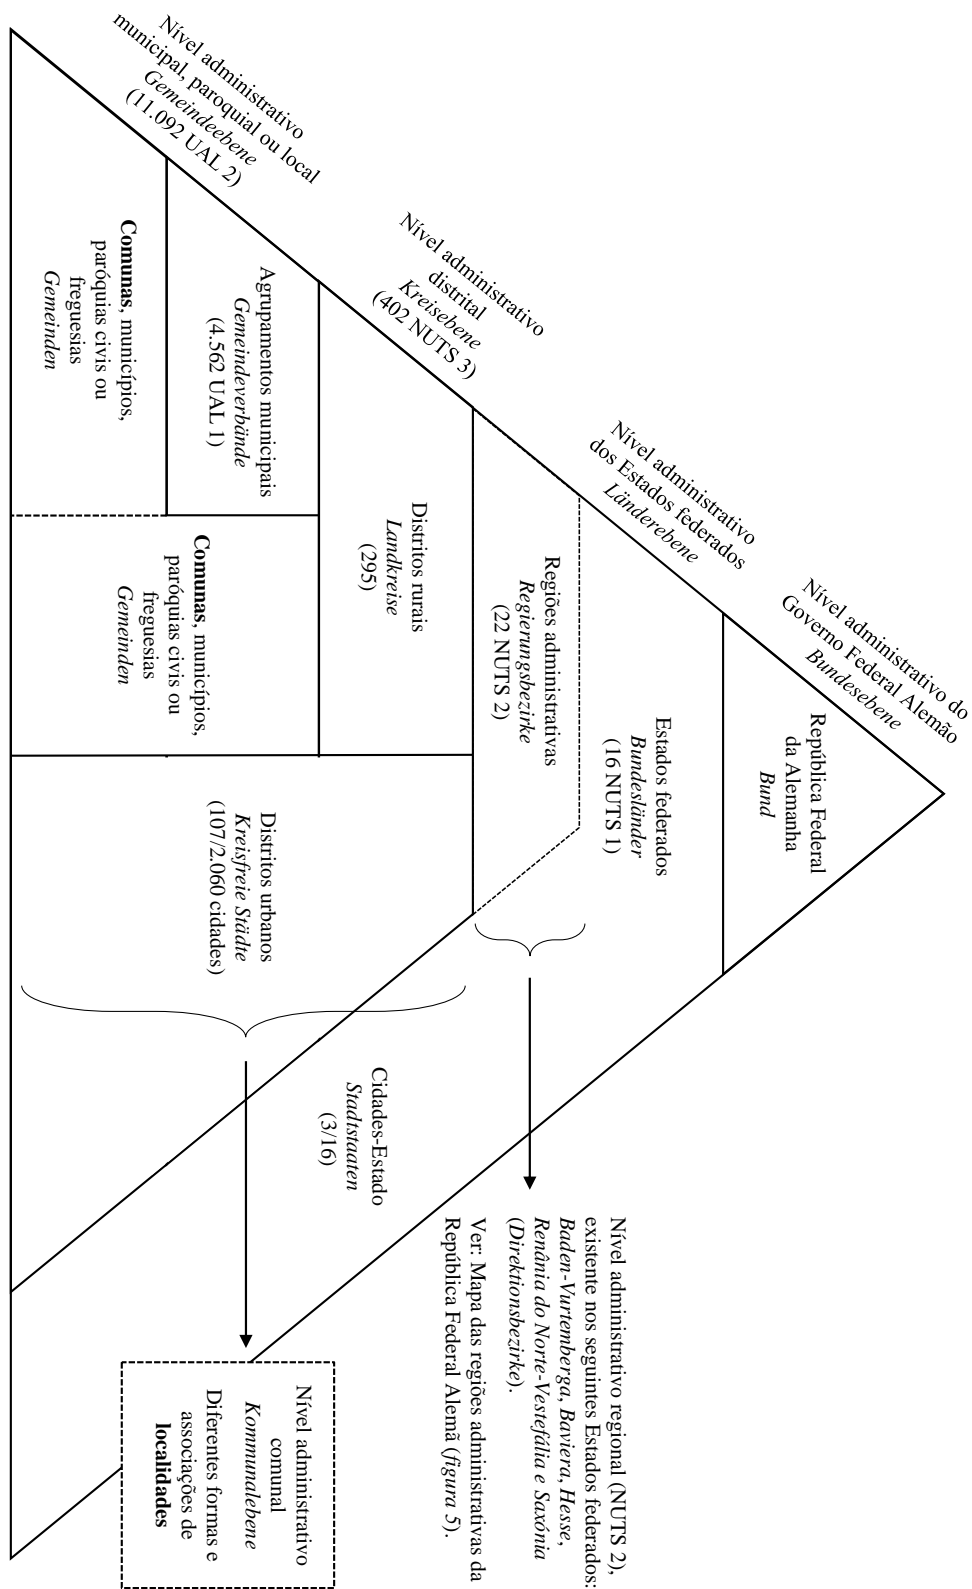 Nível administrativo do
Governo Federal Alemão
Bundesebene
República Federal
da Alemanha
Bund
Nível administrativo
dos Estados federados
Länderebene
Estados federados
Bundesländer
(16 NUTS 1)
Regiões administrativas
Regierungsbezirke
(22 NUTS 2)
Nível administrativo regional (NUTS 2),
existente nos seguintes Estados federados:
Baden-Vurtemberga, Baviera, Hesse,
Renânia do Norte-Vestefália e Saxónia
(Direktionsbezirke).
Ver: Mapa das regiões administrativas da
República Federal Alemã (figura 5).
Nível administrativo
distrital
Kreisebene
(402 NUTS 3)
Distritos rurais
Landkreise
(295)
Distritos urbanos
Kreisfreie Städte
(107/2.060 cidades)
Cidades-Estado
Stadtstaaten
(3/16)
Nível administrativo
municipal, paroquial ou local
Gemeindeebene
(11.092 UAL 2)
Agrupamentos municipais
Gemeindeverbände
(4.562 UAL 1)
Comunas, municípios,
paróquias civis ou
freguesias
Gemeinden
Comunas, municípios,
paróquias civis ou
freguesias
Gemeinden
Nível administrativo
comunal
Kommunalebene
Diferentes formas e
associações de
localidades